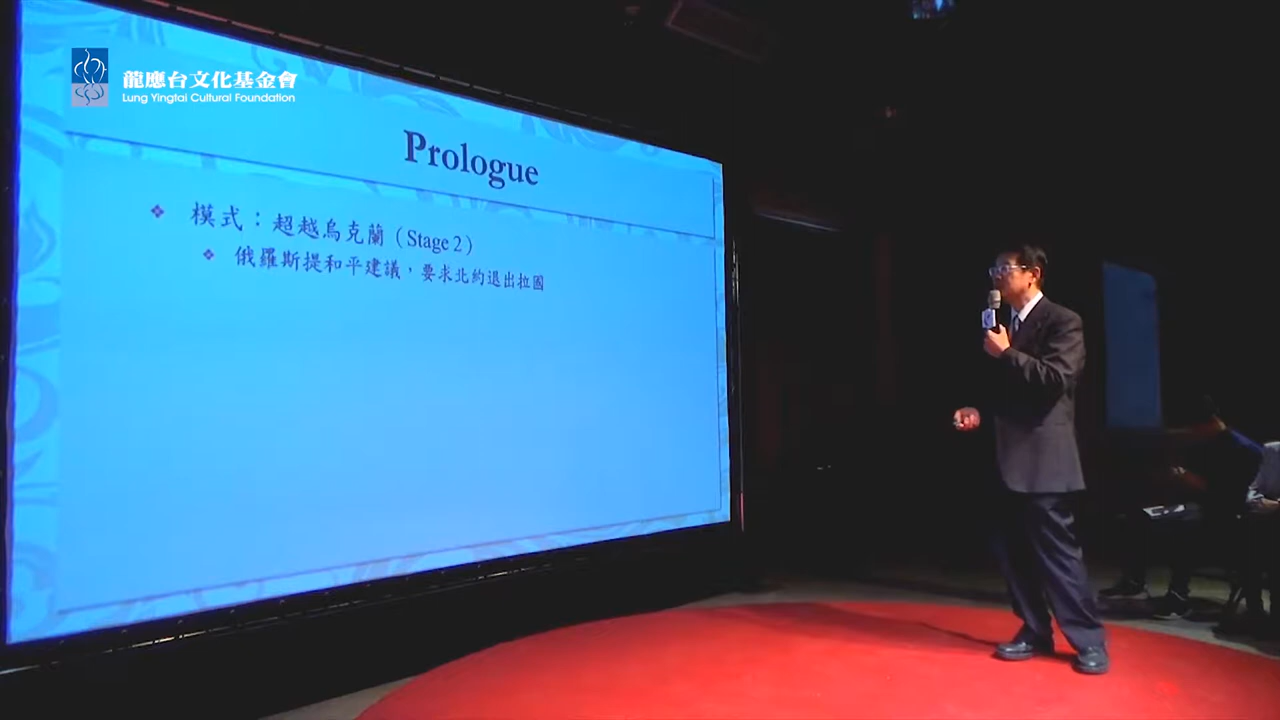 龍應台文化基金會
Lung Yingtai Cultural Foundation
Prologue
❖ 模式：超越烏克蘭（Stage 2）
❖ 俄羅斯提和平建議，要求北約退出拉國